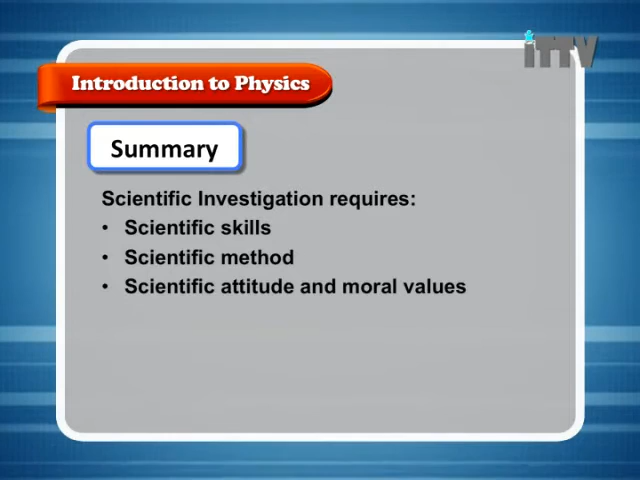 iTTV
Introduction to Physics
Summary
Scientific Investigation requires:
• Scientific skills
• Scientific method
• Scientific attitude and moral values